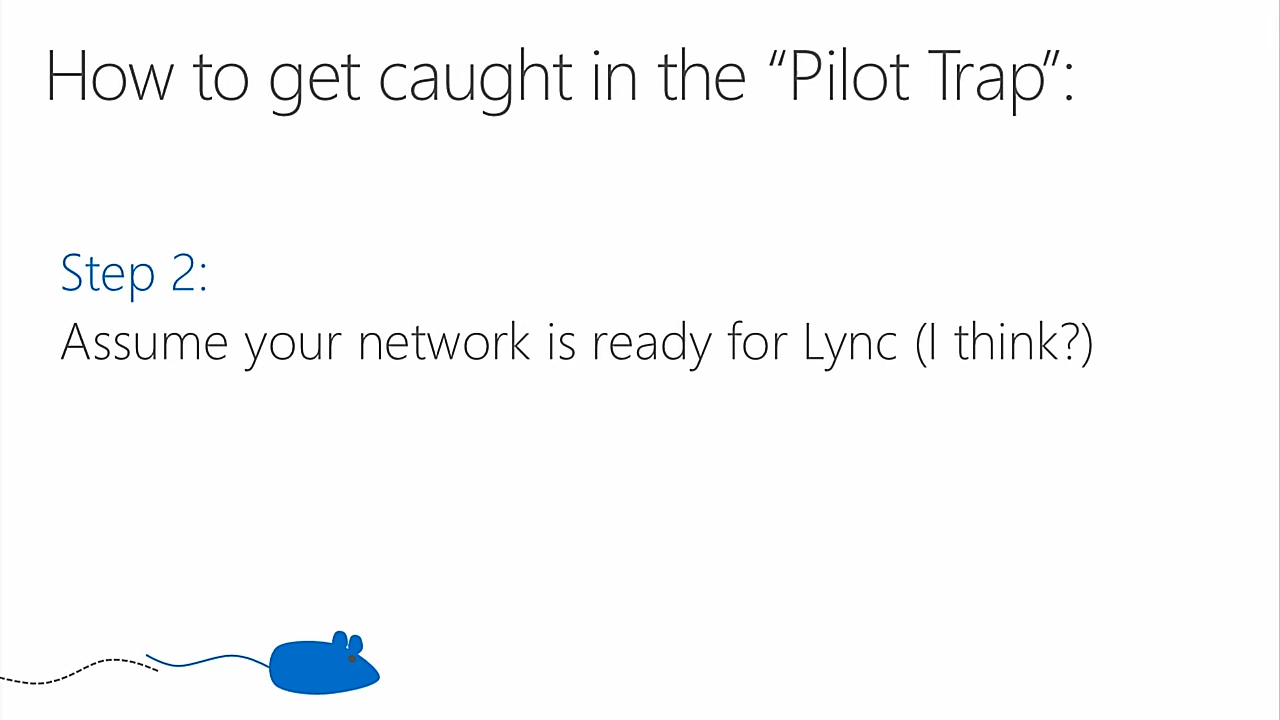 How to get caught in the “Pilot Trap”:
Step 2:
Assume your network is ready for Lync (I think?)